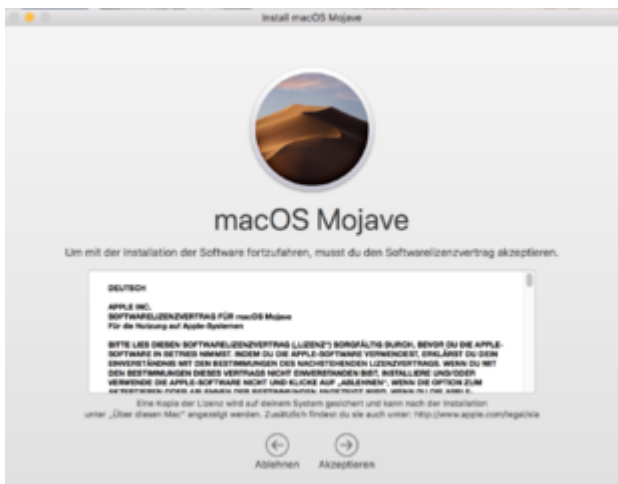 Install macOS Mojave
macOS Mojave
Um mit der Installation der Software fortzufahren, musst du den Softwarelizenzvertrag akzeptieren.
DEUTSCH
APPLE INC.
SOFTWARELIZENZVERTRAG FÜR macOS Mojave
Für die Nutzung auf Apple-Systemen
BITTE LIES DIESEN SOFTWARELIZENZVERTRAG („LIZENZ“) SORGFÄLTIG DURCH, BEVOR DU DIE APPLE-
SOFTWARE IN BETRIEB NIMMST. INDEM DU DIE APPLE-SOFTWARE VERWENDEST, ERKLÄRST DU DEIN
EINVERSTÄNDNIS MIT DEN BESTIMMUNGEN DES NACHSTEHENDEN LIZENZVERTRAGS. WENN DU MIT
DEN BESTIMMUNGEN DIESES VERTRAGS NICHT EINVERSTANDEN BIST, INSTALLIERE UND/ODER
VERWENDE DIE APPLE-SOFTWARE NICHT UND KLICKE AUF „ABLEHNEN“, WENN DIE OPTION ZUM
Eine Kopie der Lizenz wird auf deinem System gesichert und kann nach der Installation
unter „Über diesen Mac“ angezeigt werden. Zusätzlich findest du sie auch unter: http://www.apple.com/legal/sla
Ablehnen
Akzeptieren